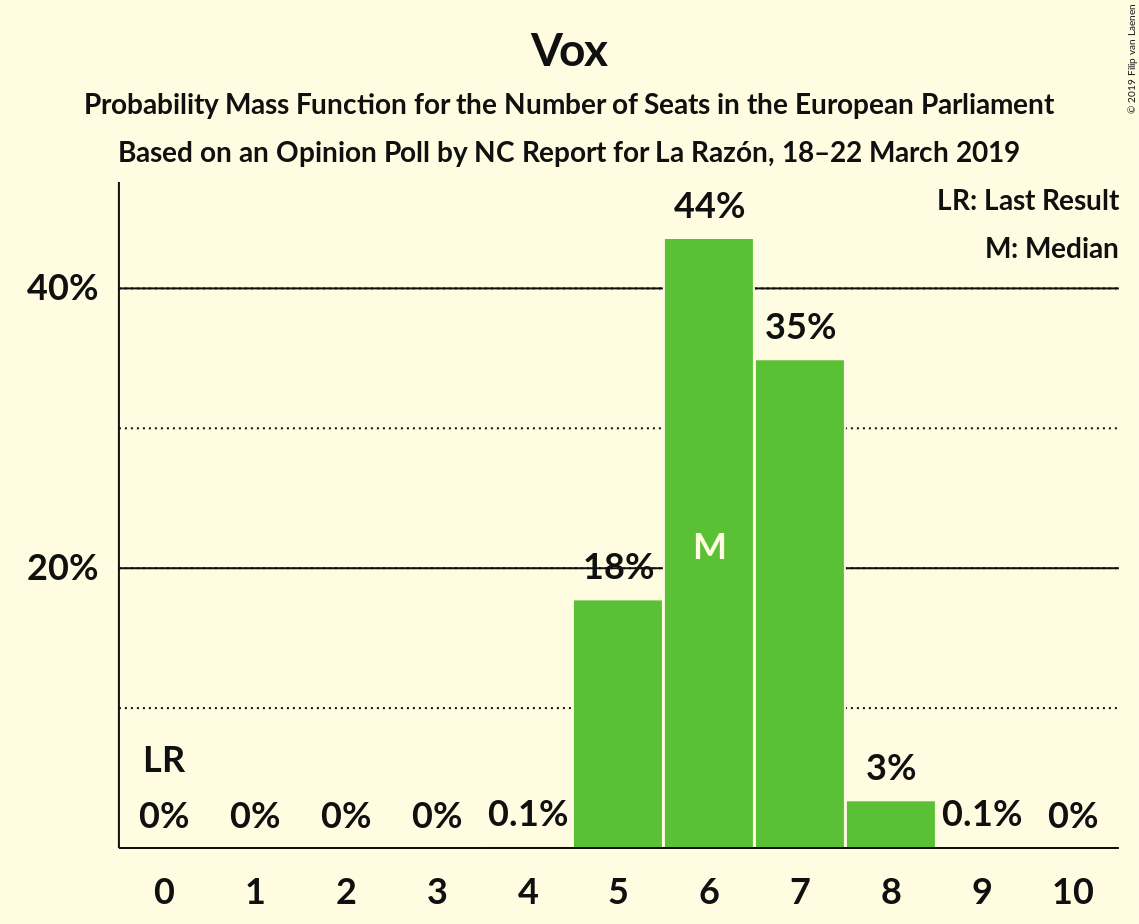 © 2019 Filip van Laenen
Vox
Probability Mass Function for the Number of Seats in the European Parliament
Based on an Opinion Poll by NC Report for La Razón, 18–22 March 2019
LR: Last Result
M: Median
44%
40%
35%
M
20%
18%
LR
3%
0% 0% 0% 0% 0.1% 0.1% 0%
0 1 2 3 4 5 6 7 8 9 10